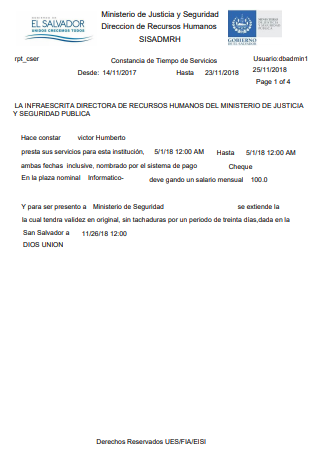 GOBIERNO DE
EL SALVADOR
UNIDOS CRECEMOS TODOS
Ministerio de Justicia y Seguridad
Direccion de Recursos Humanos
SISADMRH
GOBIERNO
DE EL SALVADOR
MINISTERIO DE
JUSTICIA Y
rpt_cser
Constancia de Tiempo de Servicios
Usuario:dbadmin1
Desde: 14/11/2017 Hasta 23/11/2018
25/11/2018
Page 1 of 4
LA INFRAESCRITA DIRECTORA DE RECURSOS HUMANOS DEL MINISTERIO DE JUSTICIA
Y SEGURIDAD PUBLICA
Hace constar victor Humberto
presta sus servicios para esta institución, 5/1/18 12:00 AM Hasta 5/1/18 12:00 AM
ambas fechas inclusive, nombrado por el sistema de pago Cheque
En la plaza nominal Informatico- deve gando un salario mensual 100.0
Y para ser presento a Ministerio de Seguridad se extiende la
la cual tendra validez en original, sin tachaduras por un periodo de treinta días,dada en la
San Salvador a 11/26/18 12:00
DIOS UNION
Derechos Reservados UES/FIA/EISI